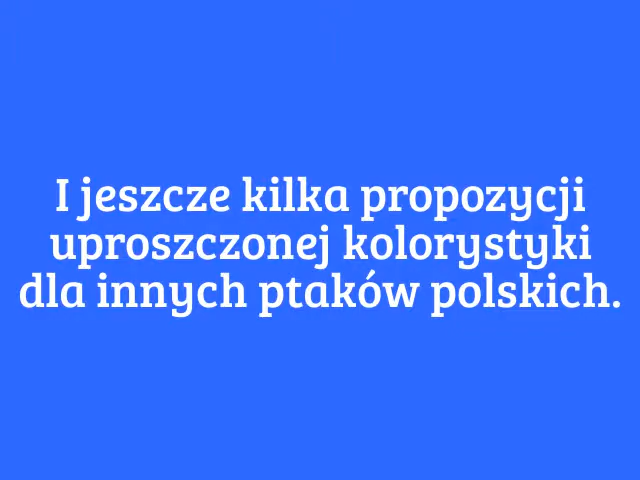 I jeszcze kilka propozycji
uproszczonej kolorystyki
dla innych ptaków polskich.